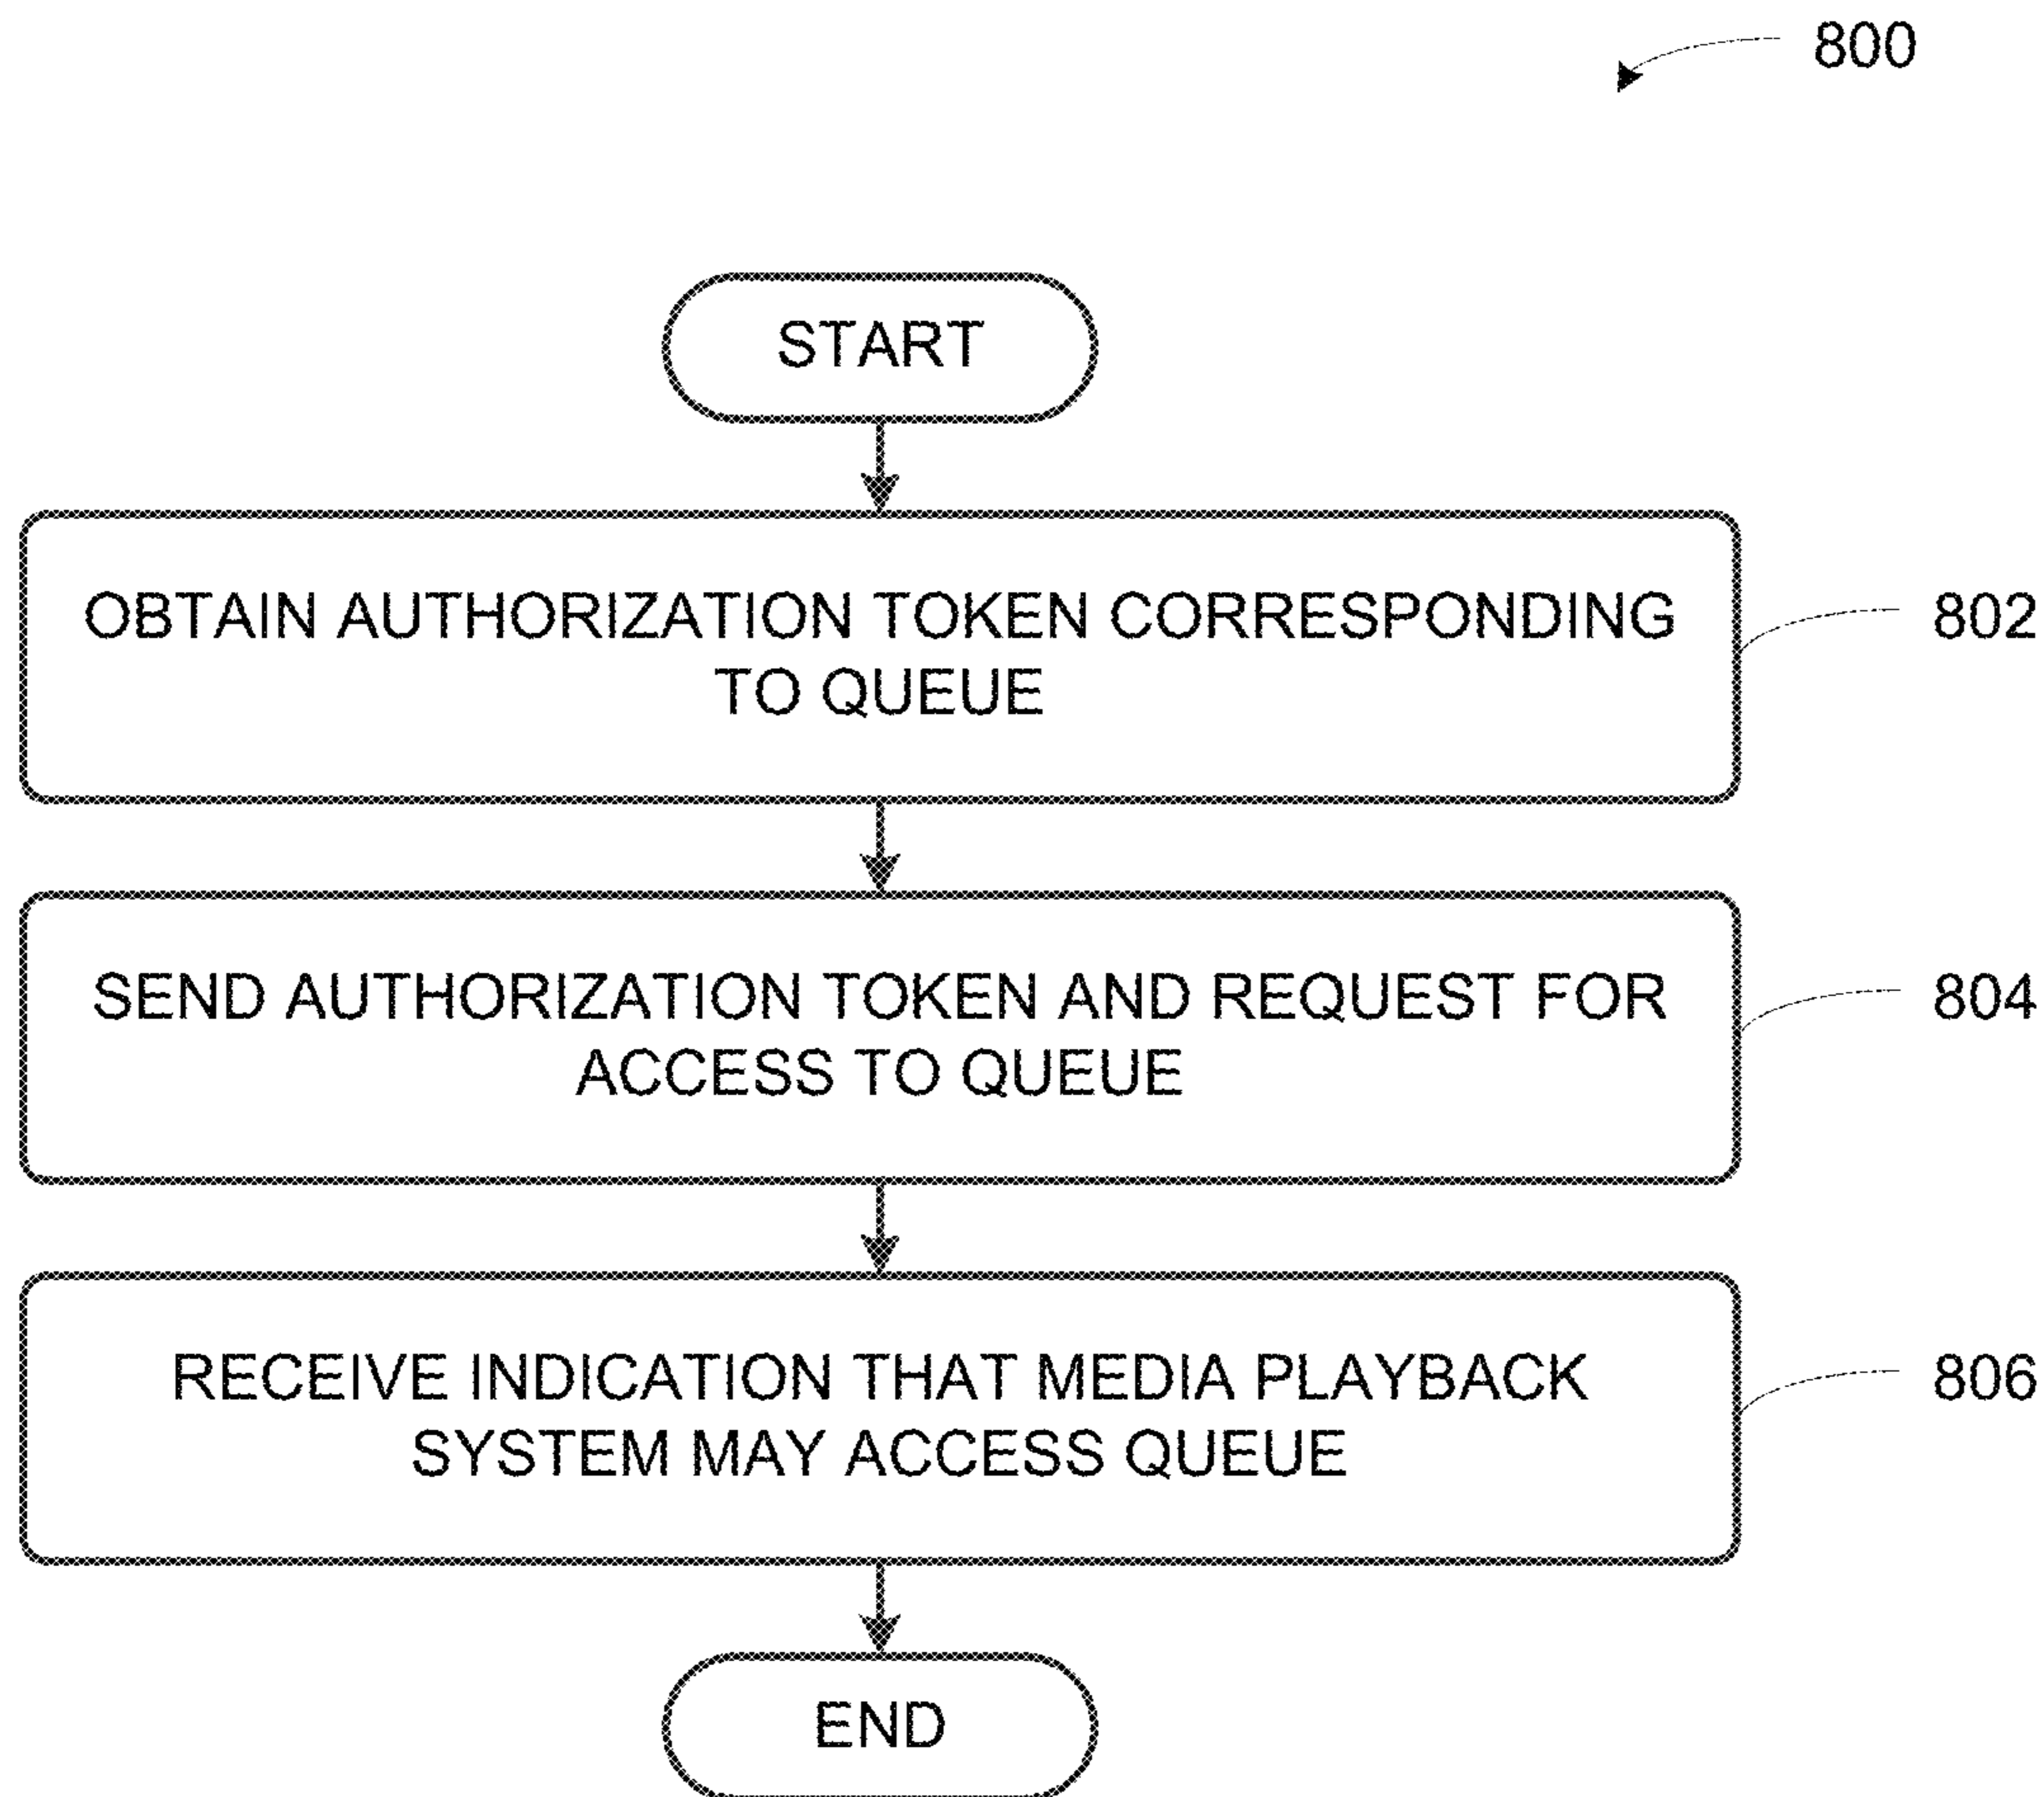 800
START
OBTAIN AUTHORIZATION TOKEN CORRESPONDING
TO QUEUE
802
SEND AUTHORIZATION TOKEN AND REQUEST FOR
ACCESS TO QUEUE
804
RECEIVE INDICATION THAT MEDIA PLAYBACK
SYSTEM MAY ACCESS QUEUE
806
END